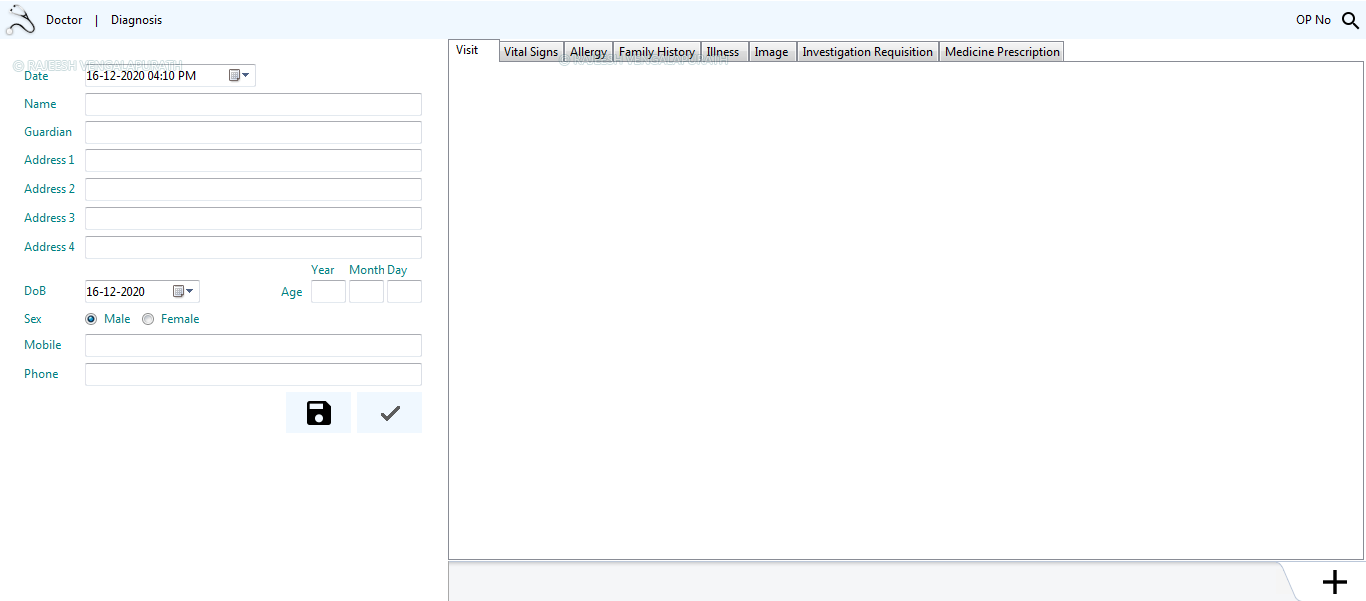 Doctor | Diagnosis OP No
Visit Vital Signs Allergy Family History Illness Image Investigation Requisition Medicine Prescription
© RAJEESH VENGALAPURATH
© RAJEESH VENGALAPURATH
Date 16-12-2020 04:10 PM
Name
Guardian
Address 1
Address 2
Address 3
Address 4
Year Month Day
DoB 16-12-2020 Age
Sex Male Female
Mobile
Phone